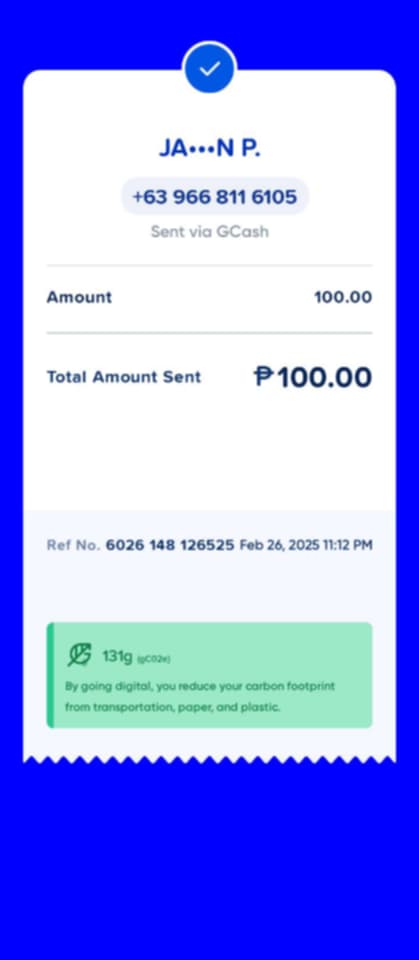 JA•••N P.
+63 966 811 6105
Sent via GCash
Amount 100.00
Total Amount Sent ₱100.00
Ref No. 6026 148 126525 Feb 26, 2025 11:12 PM
131g (gCO2e)
By going digital, you reduce your carbon footprint
from transportation, paper, and plastic.